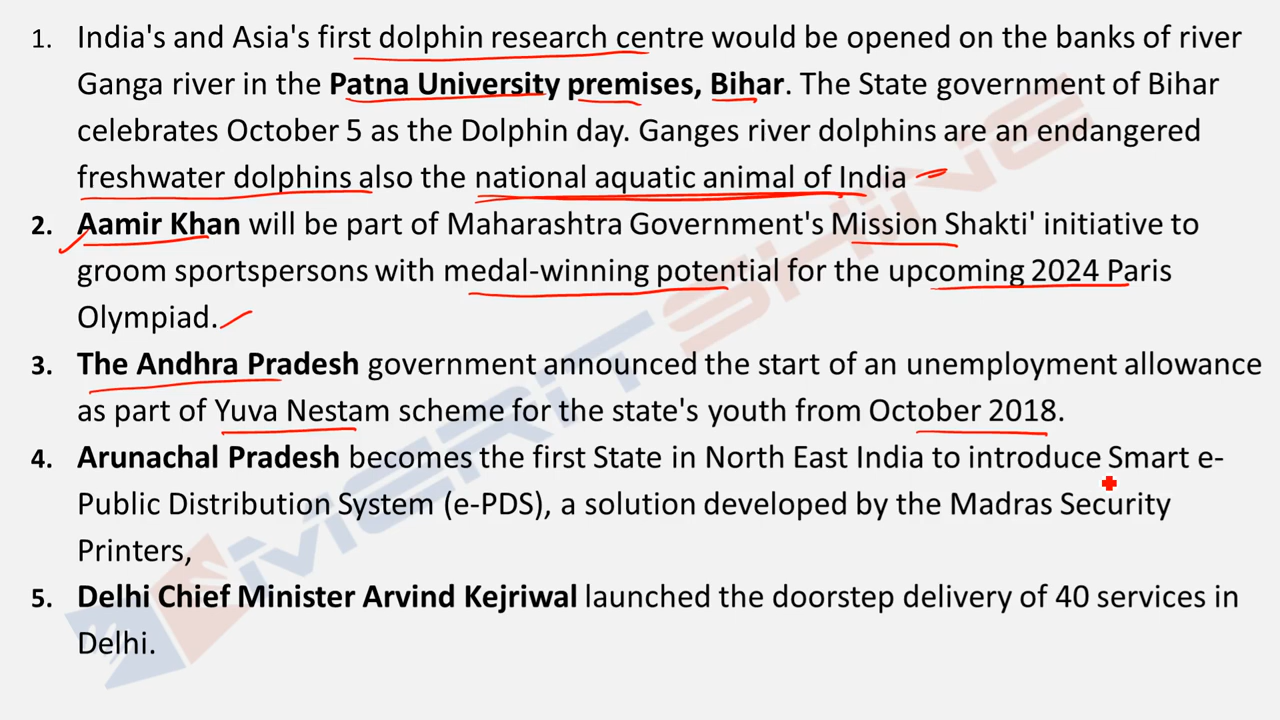 1. India's and Asia's first dolphin research centre would be opened on the banks of river
Ganga river in the Patna University premises, Bihar. The State government of Bihar
celebrates October 5 as the Dolphin day. Ganges river dolphins are an endangered
freshwater dolphins also the national aquatic animal of India
2. Aamir Khan will be part of Maharashtra Government's Mission Shakti' initiative to
groom sportspersons with medal-winning potential for the upcoming 2024 Paris
Olympiad.
3. The Andhra Pradesh government announced the start of an unemployment allowance
as part of Yuva Nestam scheme for the state's youth from October 2018.
4. Arunachal Pradesh becomes the first State in North East India to introduce Smart e-
Public Distribution System (e-PDS), a solution developed by the Madras Security
Printers,
5. Delhi Chief Minister Arvind Kejriwal launched the doorstep delivery of 40 services in
Delhi.
MERIT SHINE